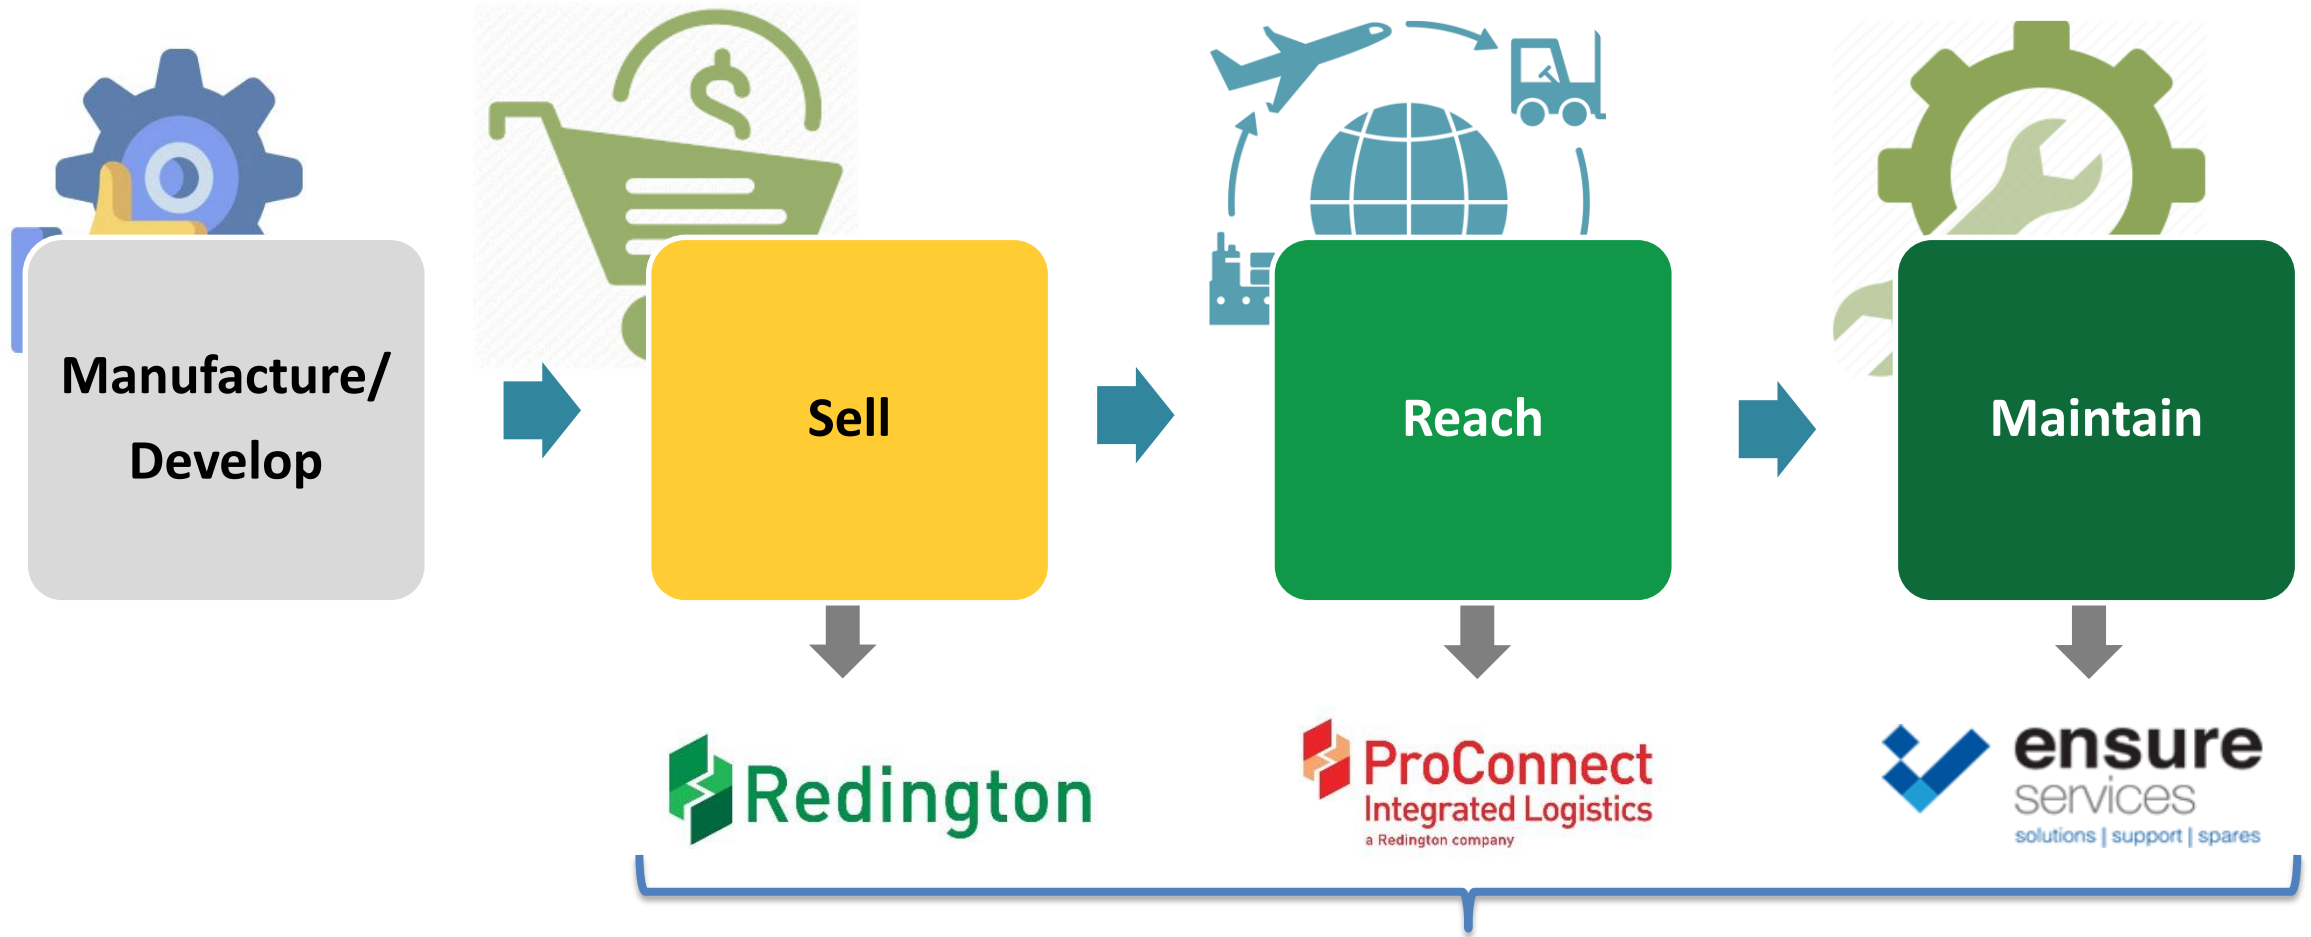 $
Manufacture/
Develop
Sell
Reach
Maintain
Redington
ProConnect
Integrated Logistics
a Redington company
ensure
services
solutions | support | spares